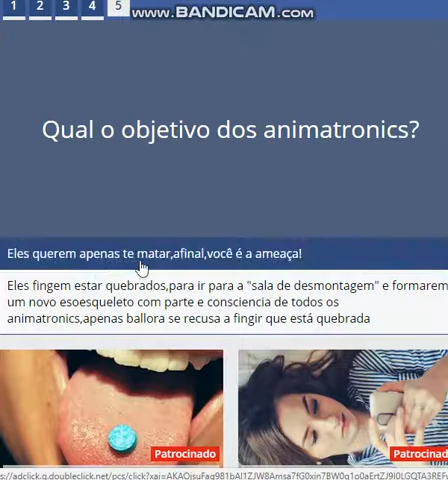 1 2 3 4 5
www.BANDICAM.com
Qual o objetivo dos animatronics?
Eles querem apenas te matar,afinal,você é a ameaça!
Eles fingem estar quebrados,para ir para a "sala de desmontagem" e formarem
um novo esoesqueleto com parte e consciencia de todos os
animatronics,apenas ballora se recusa a fingir que está quebrada
Patrocinado
Patrocinad